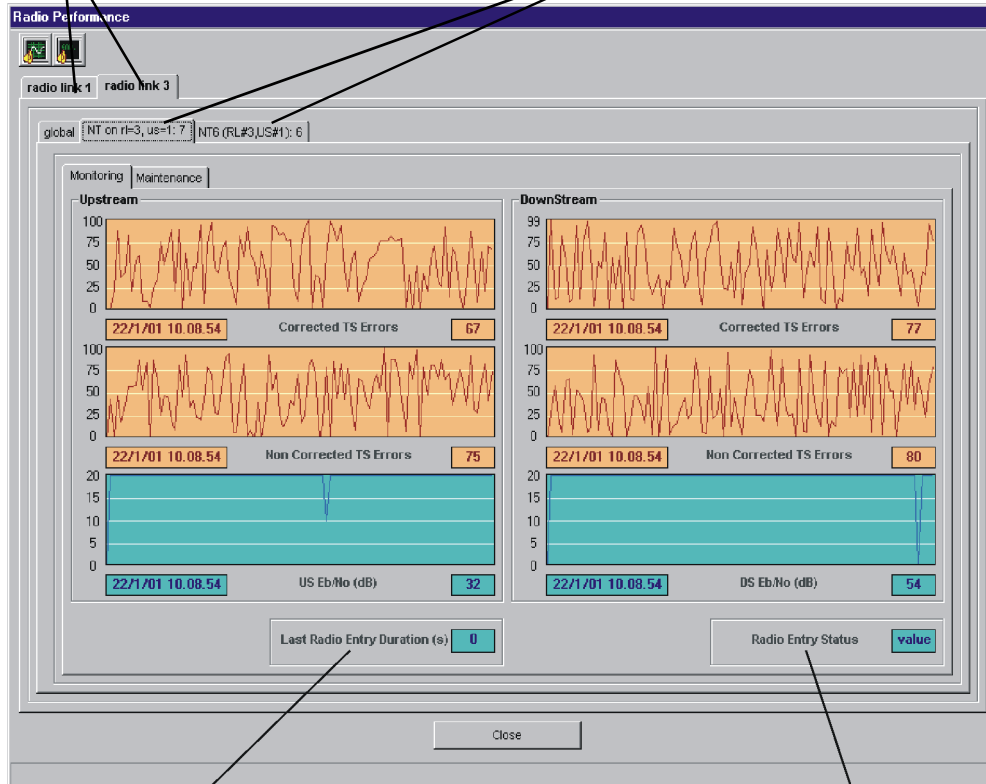 Radio Performance
radio link 1 radio link 3
global NT on rl=3, us=1: 7 NT6 (RL#3,US#1): 6
Monitoring Maintenance
Upstream
100
75
50
25
0
22/1/01 10.08.54 Corrected TS Errors 67
100
75
50
25
0
22/1/01 10.08.54 Non Corrected TS Errors 75
20
15
10
5
0
22/1/01 10.08.54 US Eb/No (dB) 32
Last Radio Entry Duration (s) 0
DownStream
99
75
50
25
0
22/1/01 10.08.54 Corrected TS Errors 77
100
75
50
25
0
22/1/01 10.08.54 Non Corrected TS Errors 80
20
15
10
5
0
22/1/01 10.08.54 DS Eb/No (dB) 54
Radio Entry Status value
Close